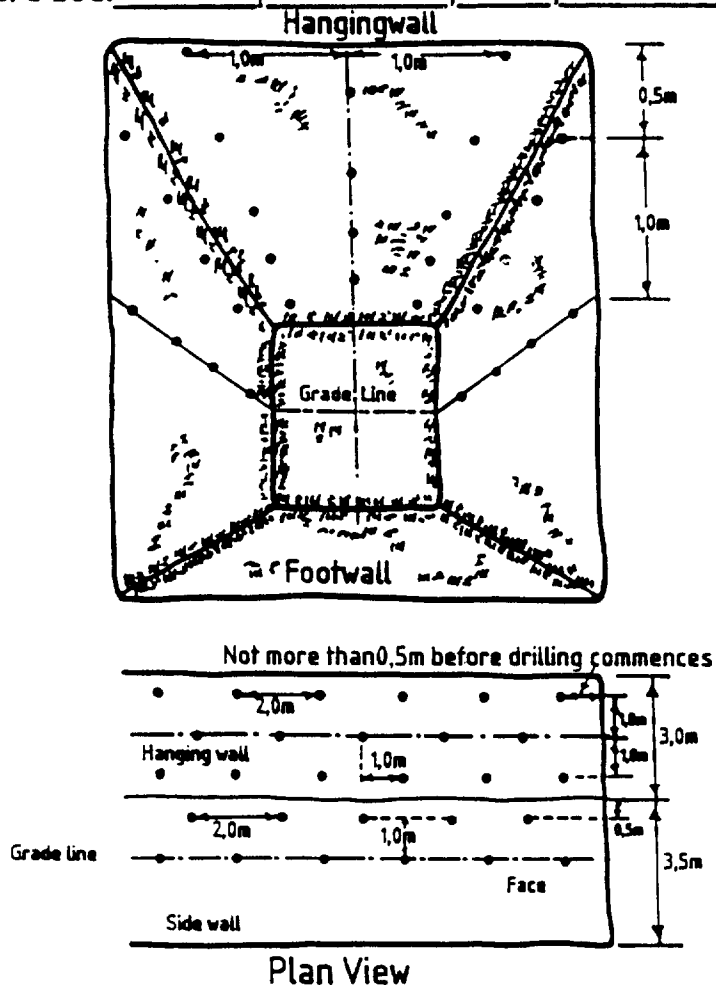 Hangingwall
1,0m 1,0m
0,5m
1,0m
Grade Line
Footwall
Not more than 0,5m before drilling commences
2,0m
1,0m
3,0m
Hanging wall
1,0m
1,0m
2,0m
1,0m
0,5m
Grade line
3,5m
Face
Side wall
Plan View